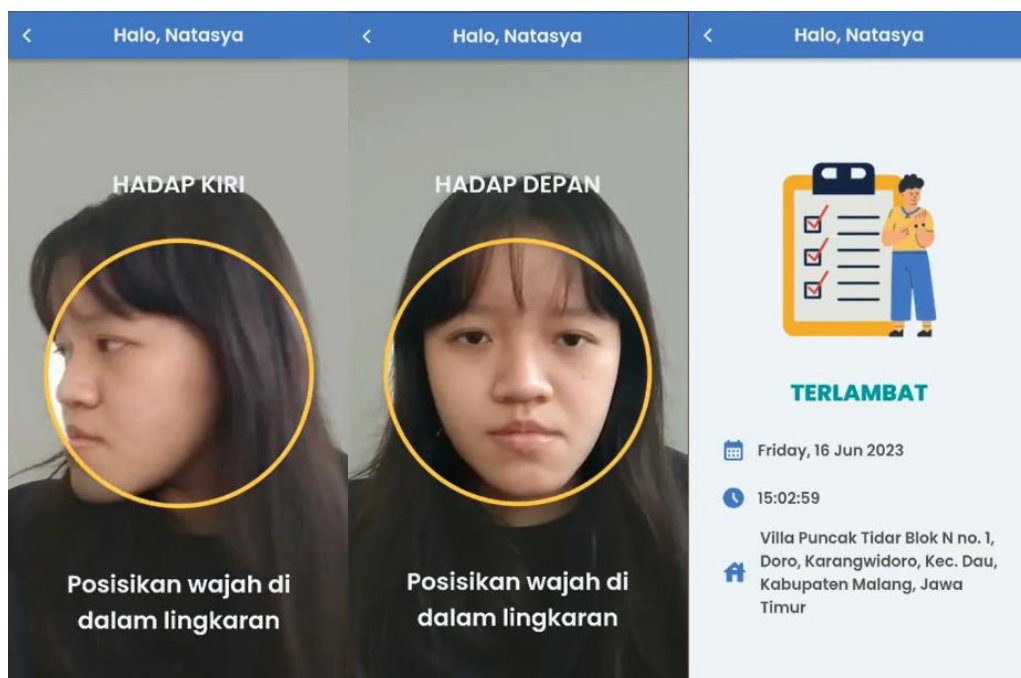 Halo, Natasya
HADAP KIRI
Posisikan wajah di
dalam lingkaran
Halo, Natasya
HADAP DEPAN
Posisikan wajah di
dalam lingkaran
Halo, Natasya
TERLAMBAT
Friday, 16 Jun 2023
15:02:59
Villa Puncak Tidar Blok N no. 1,
Doro, Karangwidoro, Kec. Dau,
Kabupaten Malang, Jawa
Timur